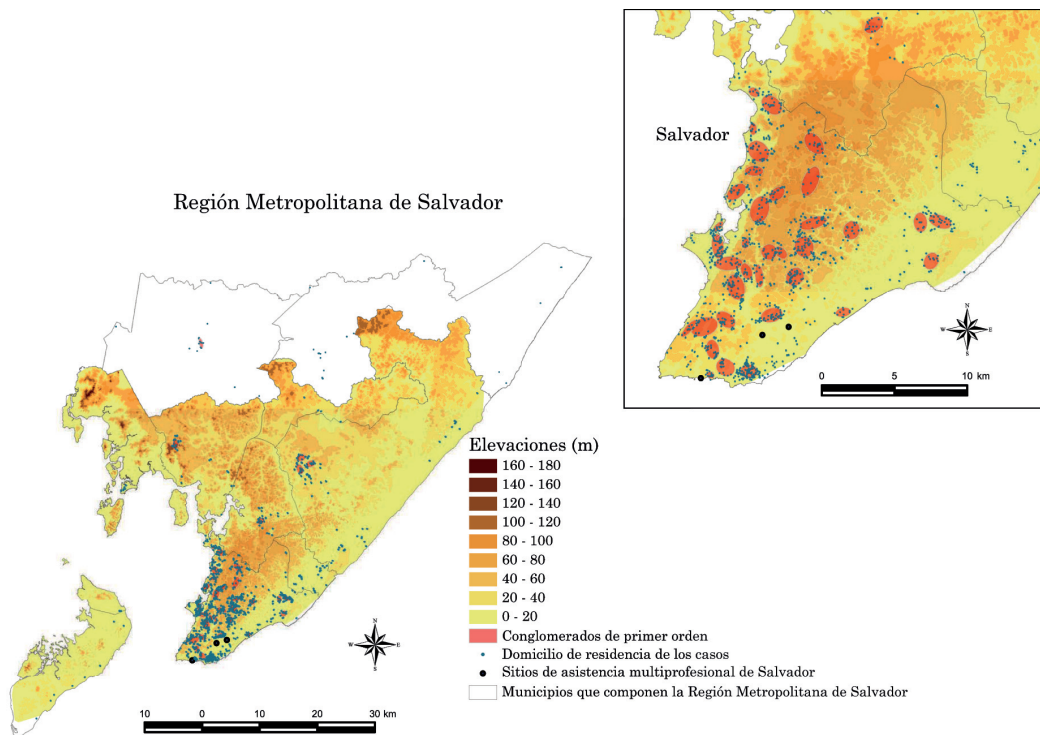 Salvador
N
W
E
S
0
5
10 km
Región Metropolitana de Salvador
Elevaciones (m)
160 - 180
140 - 160
120 - 140
100 - 120
80 - 100
60 - 80
40 - 60
20 - 40
0 - 20
Conglomerados de primer orden
Domicilio de residencia de los casos
Sitios de asistencia multiprofesional de Salvador
Municipios que componen la Región Metropolitana de Salvador
N
W
E
S
10
0
10
20
30 km